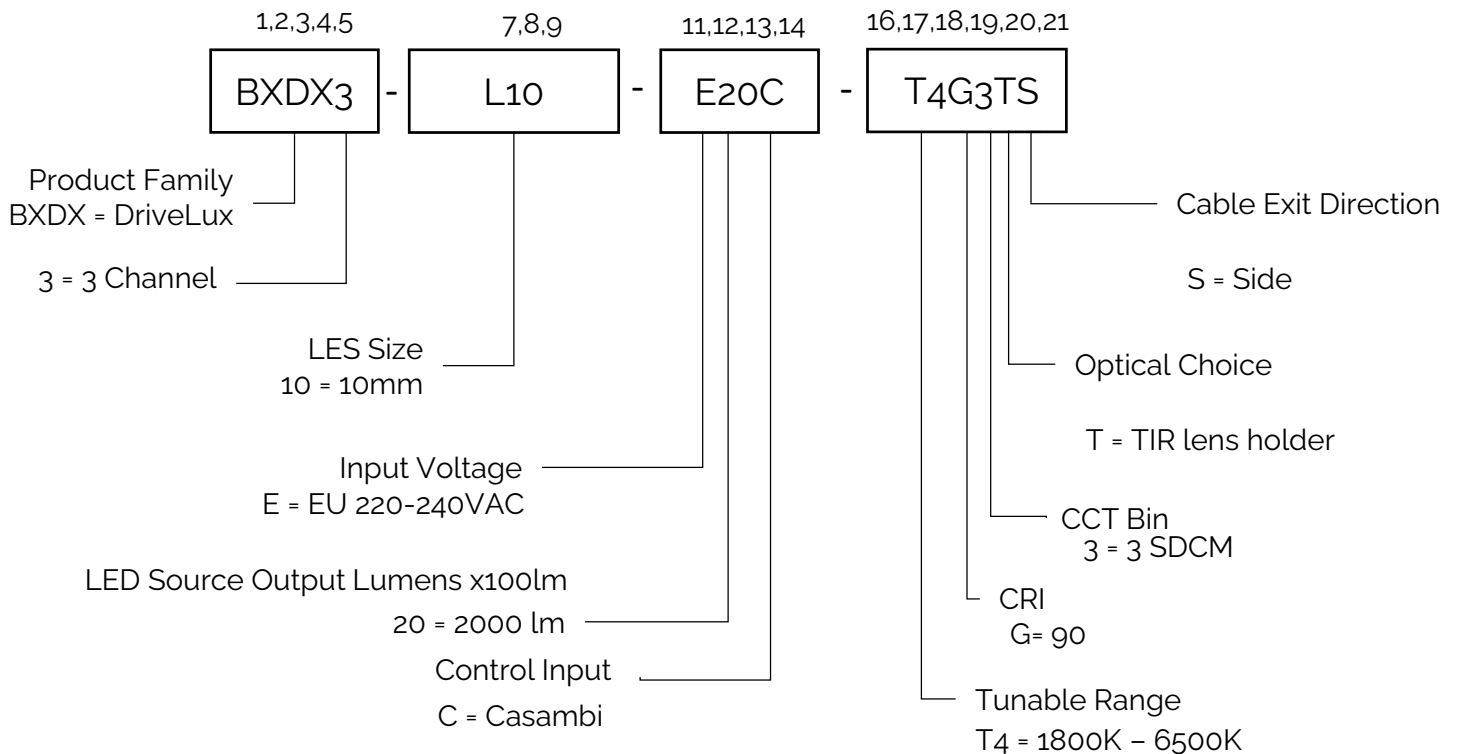 1,2,3,4,5
7,8,9
11,12,13,14
16,17,18,19,20,21
BXDX3 - L10 - E20C - T4G3TS
Product Family
BXDX = DriveLux
3 = 3 Channel
LES Size
10 = 10mm
Input Voltage
E = EU 220-240VAC
LED Source Output Lumens x100lm
20 = 2000 lm
Control Input
C = Casambi
Cable Exit Direction
S = Side
Optical Choice
T = TIR lens holder
CCT Bin
3 = 3 SDCM
CRI
G= 90
Tunable Range
T4 = 1800K – 6500K